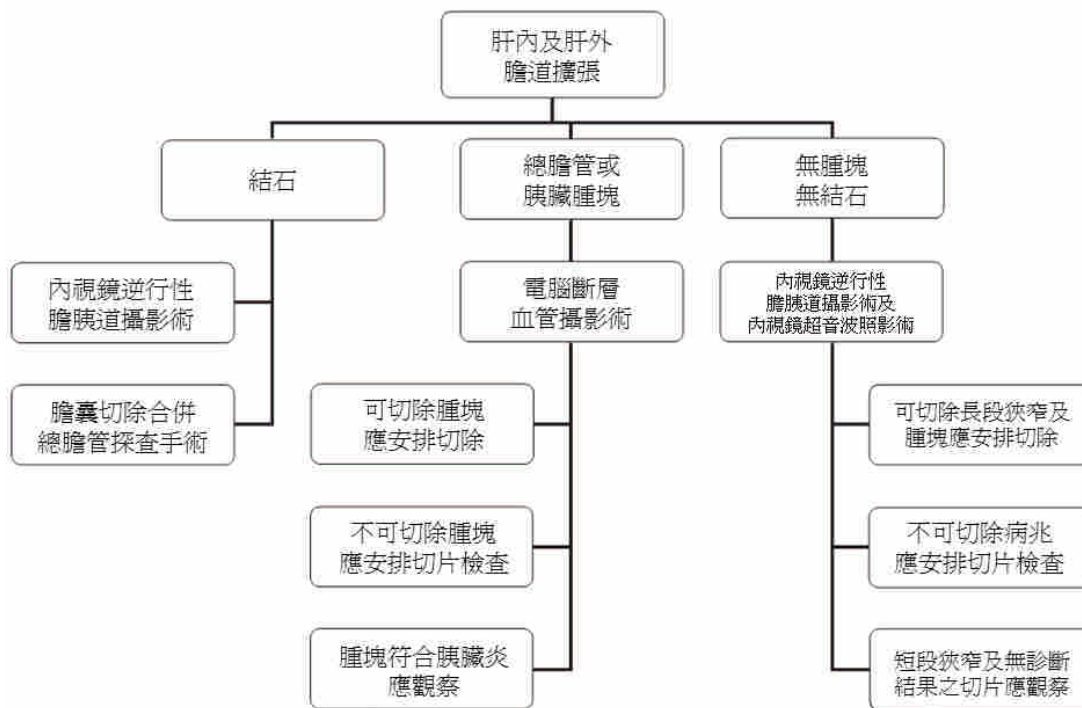 肝內及肝外
膽道擴張
結石
總膽管或
胰臟腫塊
無腫塊
無結石
內視鏡逆行性
膽胰道攝影術
電腦斷層
血管攝影術
內視鏡逆行性
膽胰道攝影術及
內視鏡超音波照影術
膽囊切除合併
總膽管探查手術
可切除腫塊
應安排切除
可切除長段狹窄及
腫塊應安排切除
不可切除腫塊
應安排切片檢查
不可切除病兆
應安排切片檢查
腫塊符合胰臟炎
應觀察
短段狹窄及無診斷
結果之切片應觀察